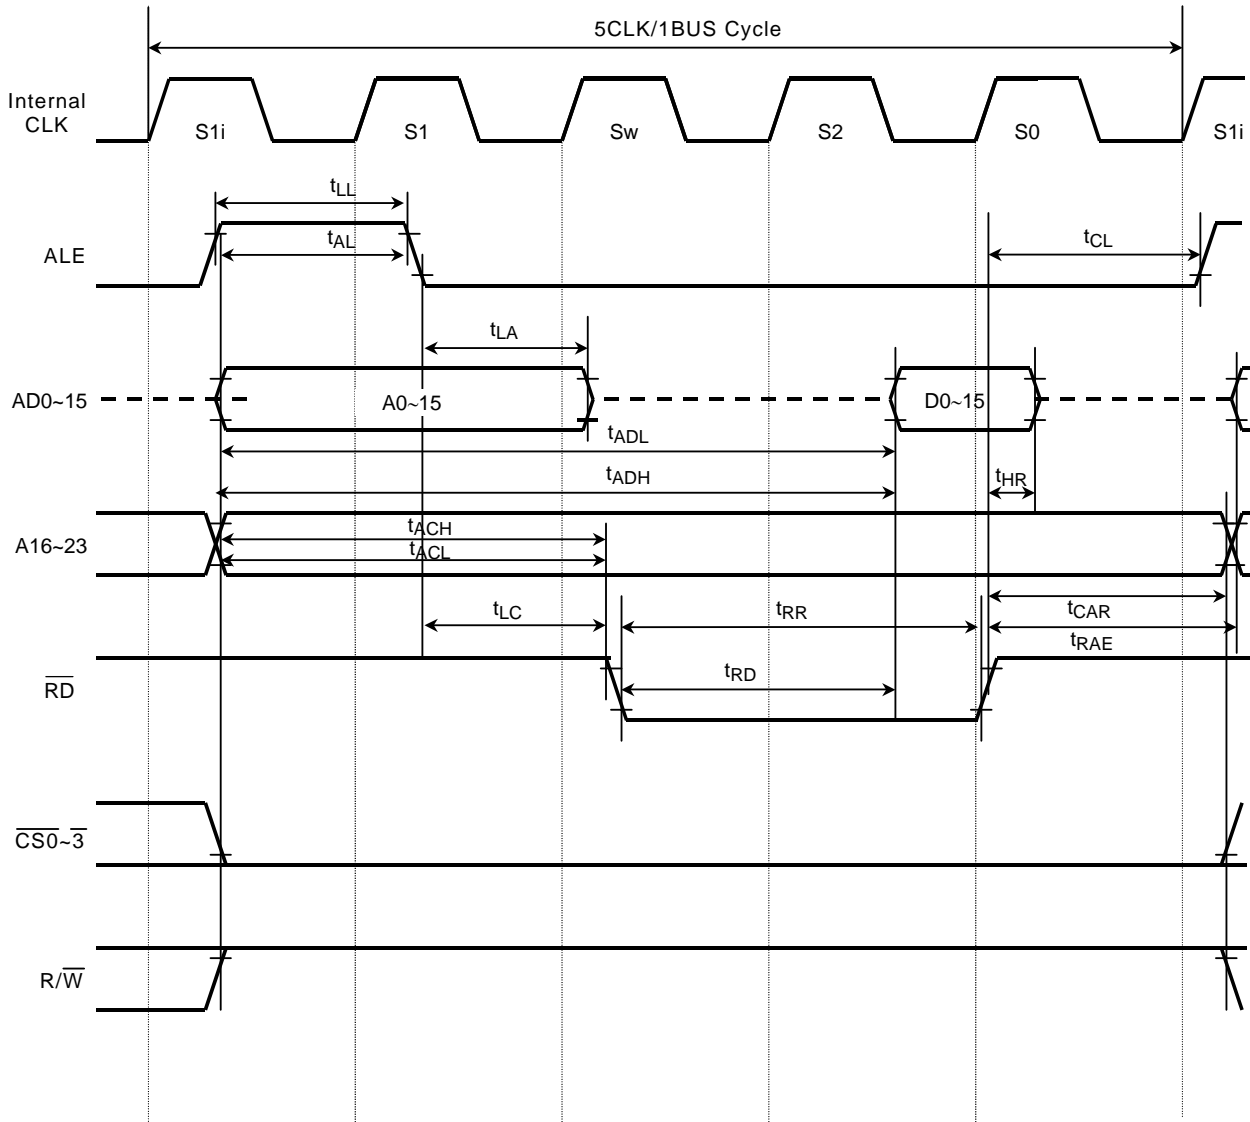 5CLK/1BUS Cycle
Internal
CLK
S1i
S1
Sw
S2
S0
S1i
tLL
ALE
tAL
tCL
tLA
AD0~15
A0~15
D0~15
tADL
tADH
tHR
A16~23
tACH
tACL
tLC
tRR
tCAR
tRAE
RD
tRD
CS0~3
R/W